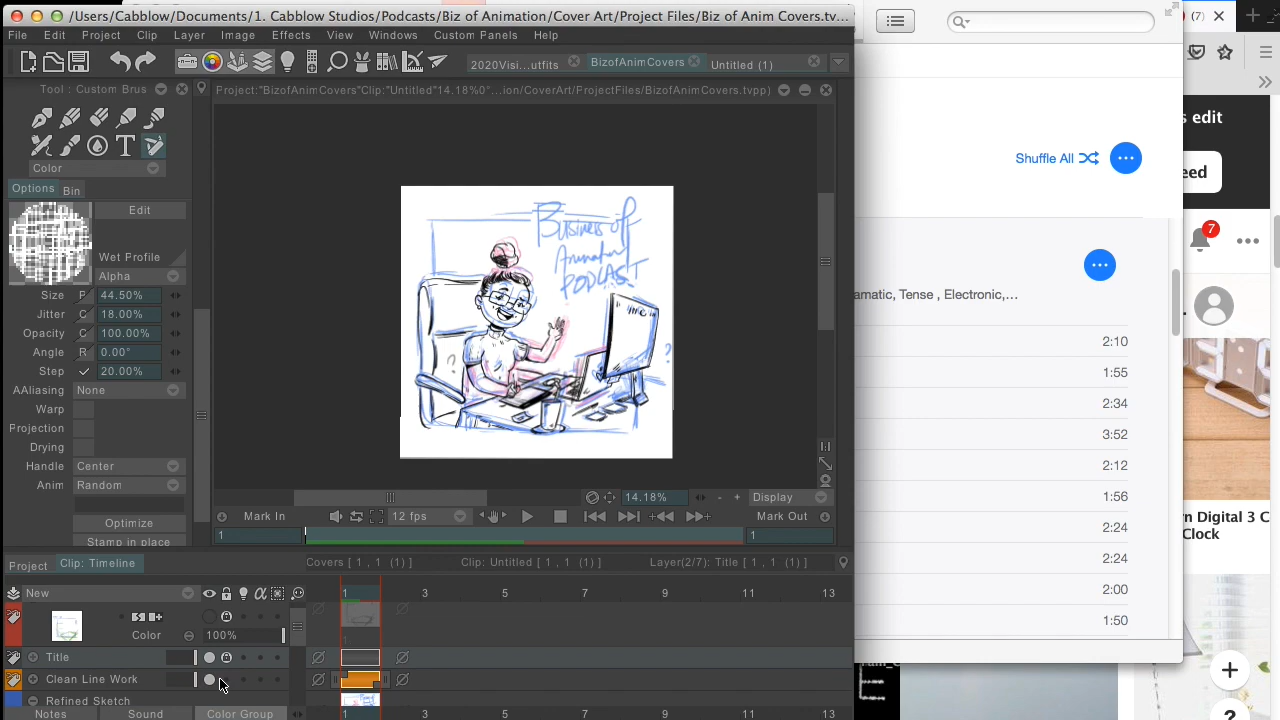 /Users/Cabblow/Documents/1. Cabblow Studios/Podcasts/Biz of Animation/Cover Art/Project Files/Biz of Anim Covers.tv...
File Edit Project Clip Image Effects View Windows Custom Panels Help
2020Visi,...outfits BizofAnimCovers Untitled (1)
Tool : Custom Brus
Project:"BizofAnimCovers"Clip:"Untitled"14.18%0°...ion/CoverArt/ProjectFiles/BizofAnimCovers.tvpp)
Color
Options Bin
Edit
Wet Profile
Alpha
Size P 44.50%
Jitter C 18.00%
Opacity C 100.00%
Angle R 0.00°
Step 20.00%
AAliasing None
Warp
Projection
Drying
Handle Center
Anim Random
Optimize
Stamp in place
Business of
Animation
PODCAST
14.18% - + Display
Mark In 12 fps Mark Out
1 1
Project Clip: Timeline Covers [ 1 , 1 (1) ] Clip: Untitled [ 1 , 1 (1) ] Layer(2/7): Title [ 1 , 1 (1) ]
New 1 3 5 7 9 11 13
Color 100% 1
Title
Clean Line Work
Refined Sketch
Notes Sound Color Group 1 3 5 7 9 11 13
Shuffle All
amatic, Tense , Electronic,...
2:10
1:55
2:34
3:52
2:12
1:56
2:24
2:24
2:00
1:50
(7)
s edit
eed
7
rn Digital 3 C
Clock
?